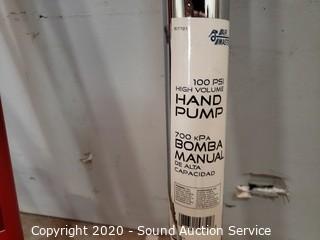 100 PSI
HIGH VOLUME
HAND
PUMP
700 KPA
BOMBA
MANUAL
DE ALTA
CAPACIDAD
Copyright 2020 - Sound Auction Service